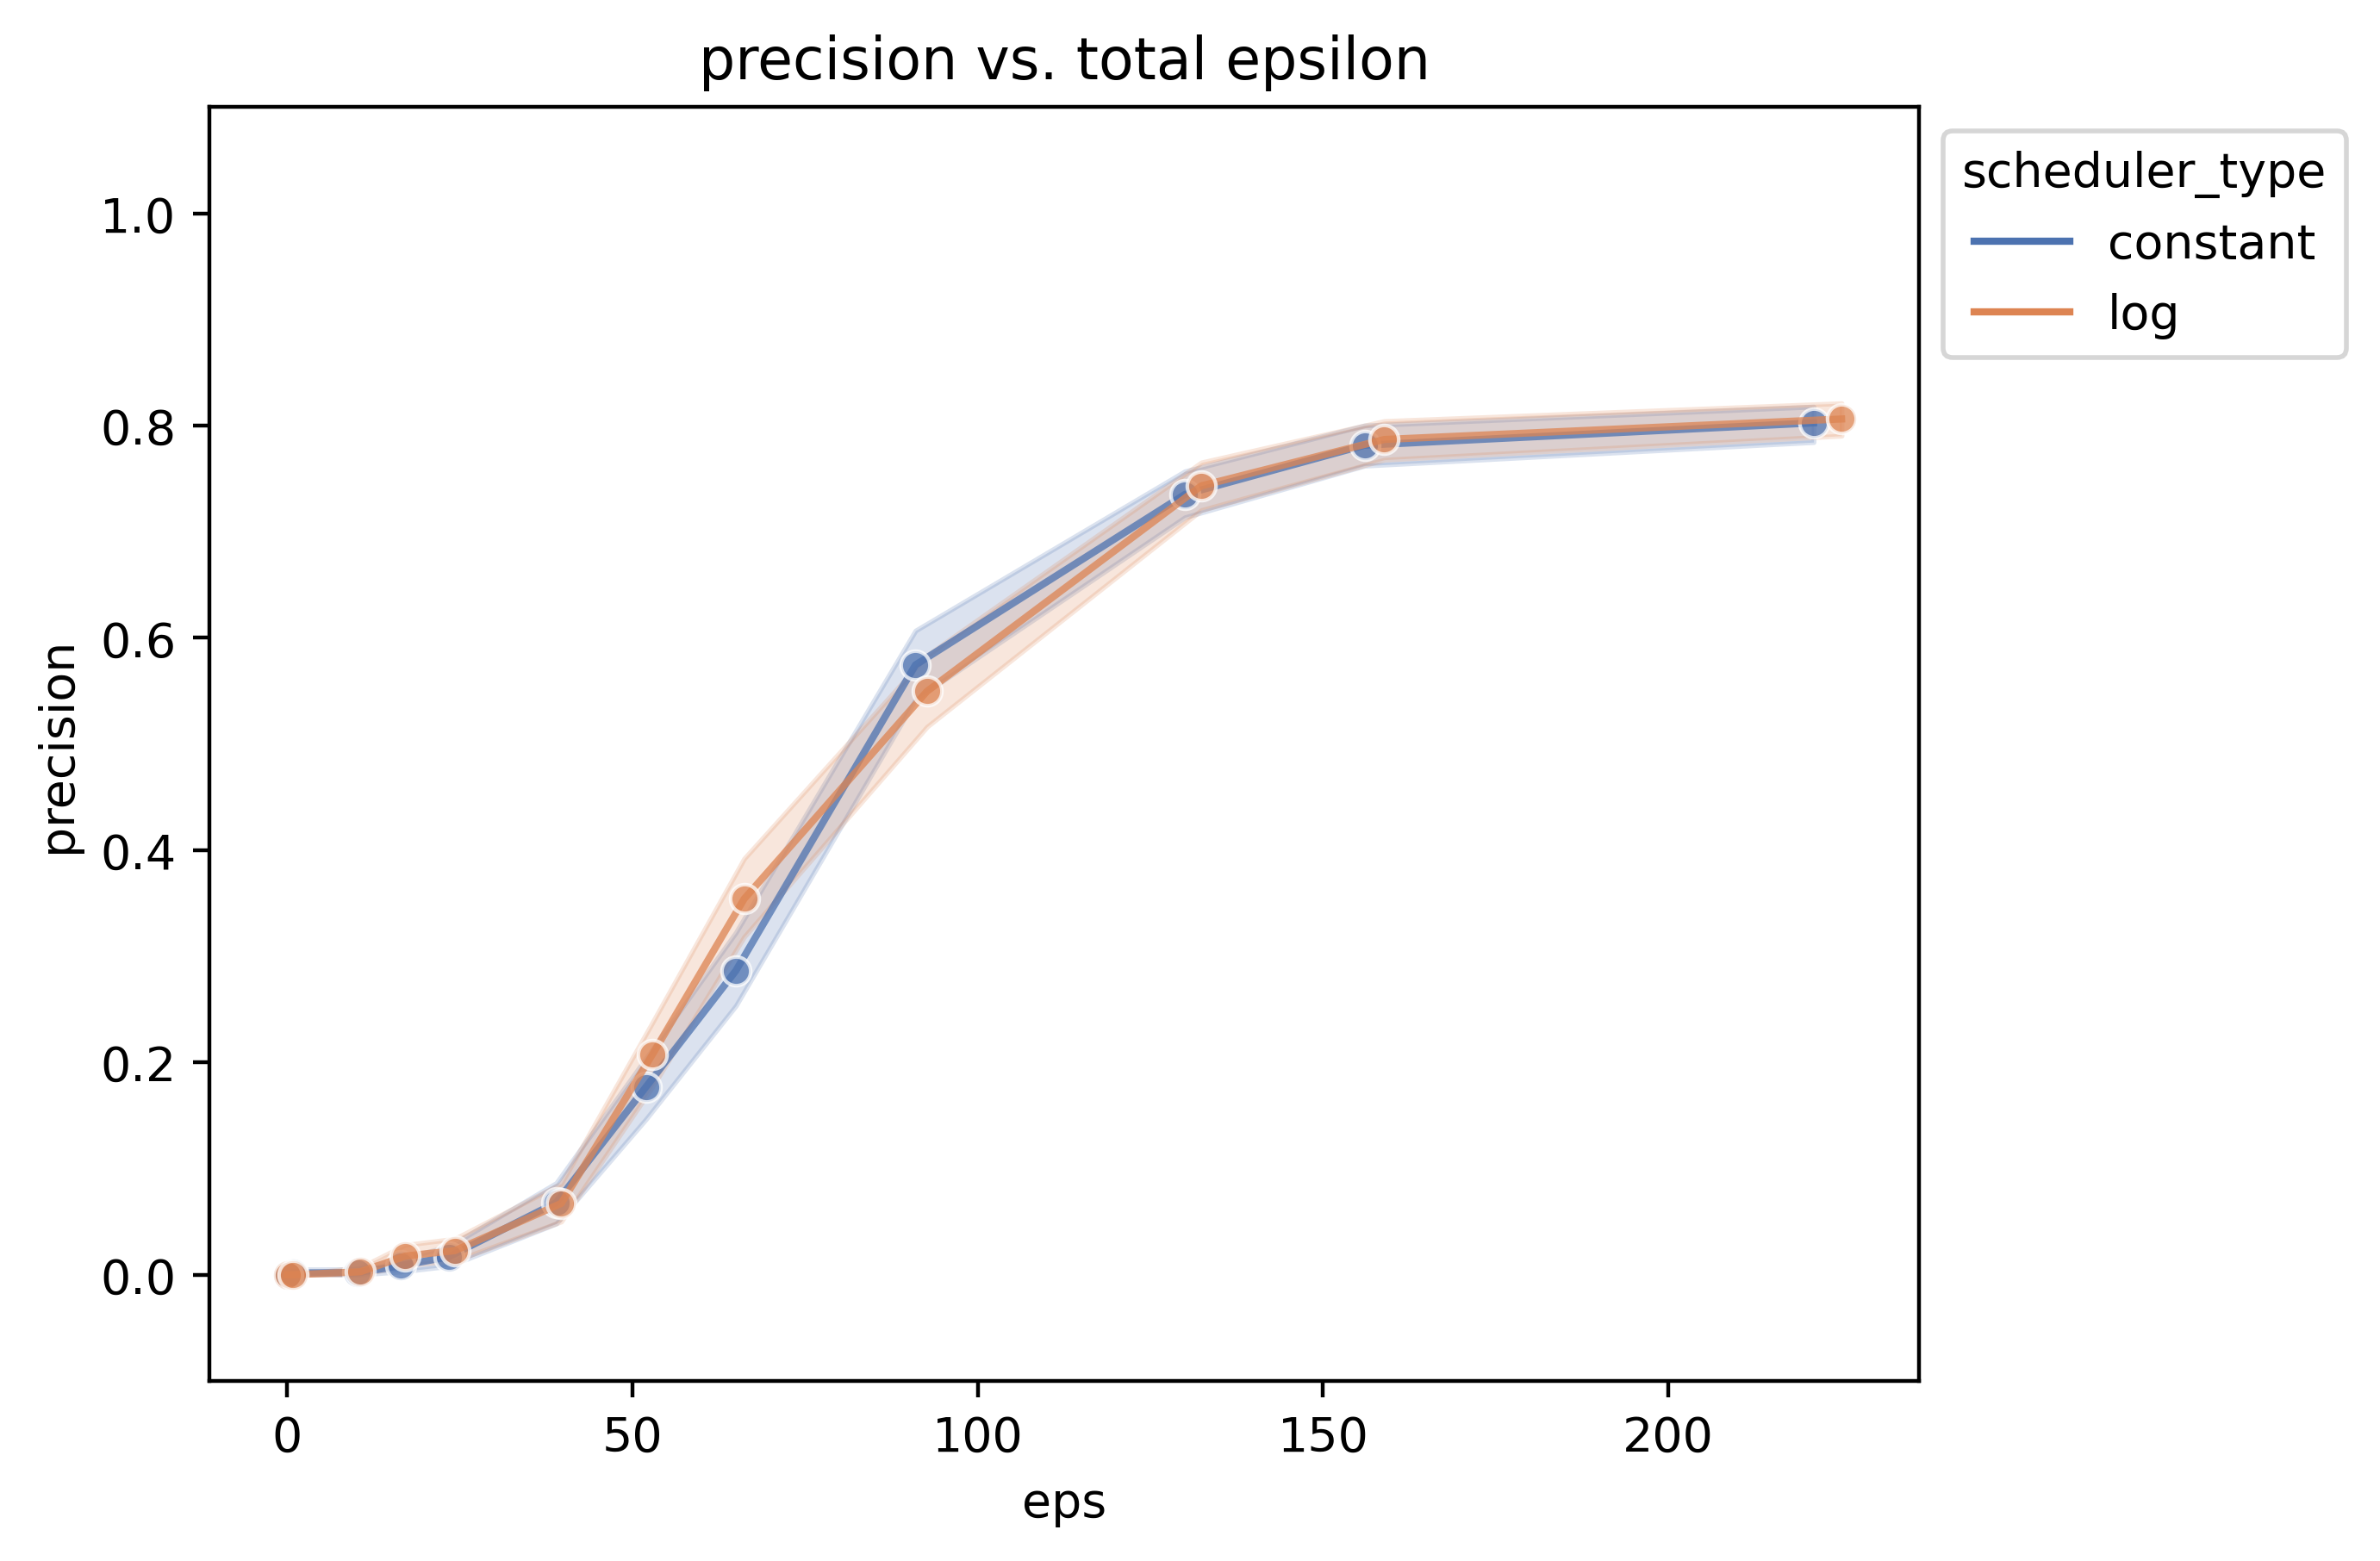 precision vs. total epsilon
scheduler_type
constant
log
precision
1.0
0.8
0.6
0.4
0.2
0.0
0 50 100 150 200
eps